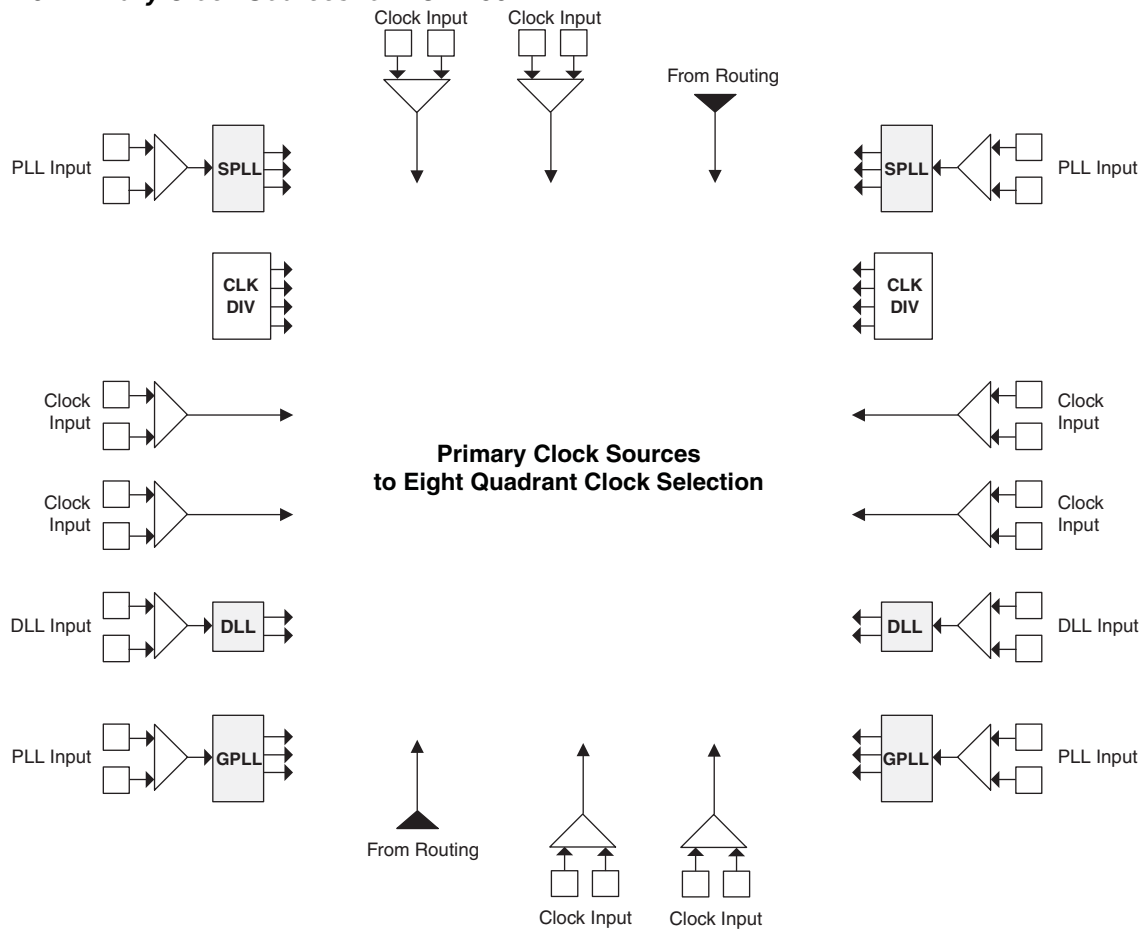 Clock Input Clock Input
From Routing
PLL Input SPLL SPLL PLL Input
CLK DIV CLK DIV
Clock Input Clock Input
Primary Clock Sources
to Eight Quadrant Clock Selection
Clock Input Clock Input
DLL Input DLL DLL DLL Input
PLL Input GPLL GPLL PLL Input
From Routing
Clock Input Clock Input